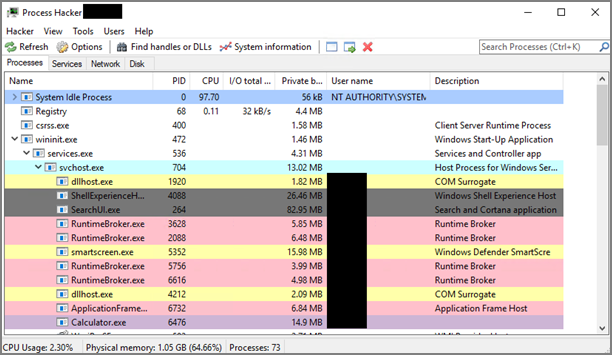 Process Hacker
Hacker View Tools Users Help
Refresh Options Find handles or DLLs System information Search Processes (Ctrl+K)
Processes Services Network Disk
Name PID CPU I/O total ... Private b... User name Description
System Idle Process 0 97.70 56 kB NT AUTHORITY\SYSTEM
Registry 68 0.11 32 kB/s 4.4 MB
csrss.exe 400 1.58 MB Client Server Runtime Process
wininit.exe 472 1.46 MB Windows Start-Up Application
services.exe 536 4.31 MB Services and Controller app
svchost.exe 704 13.02 MB Host Process for Windows Ser...
dllhost.exe 1920 1.82 MB COM Surrogate
ShellExperienceH... 4088 26.46 MB Windows Shell Experience Host
SearchUI.exe 264 82.95 MB Search and Cortana application
RuntimeBroker.exe 3628 5.85 MB Runtime Broker
RuntimeBroker.exe 2088 6.48 MB Runtime Broker
smartscreen.exe 5352 15.98 MB Windows Defender SmartScre
RuntimeBroker.exe 5756 3.99 MB Runtime Broker
RuntimeBroker.exe 6156 4.98 MB Runtime Broker
dllhost.exe 4212 2.09 MB COM Surrogate
ApplicationFrame... 6732 6.84 MB Application Frame Host
Calculator.exe 6476 14.9 MB
CPU Usage: 2.30% Physical memory: 1.05 GB (64.66%) Processes: 73